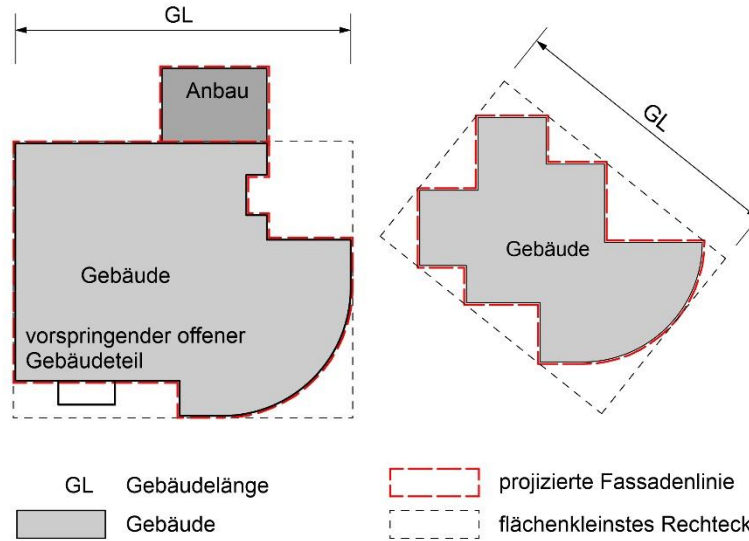 GL
Anbau
Gebäude
vorspringender offener
Gebäudeteil
GL
Gebäude
GL Gebäudelänge
Gebäude
projizierte Fassadenlinie
flächenkleinstes Rechteck